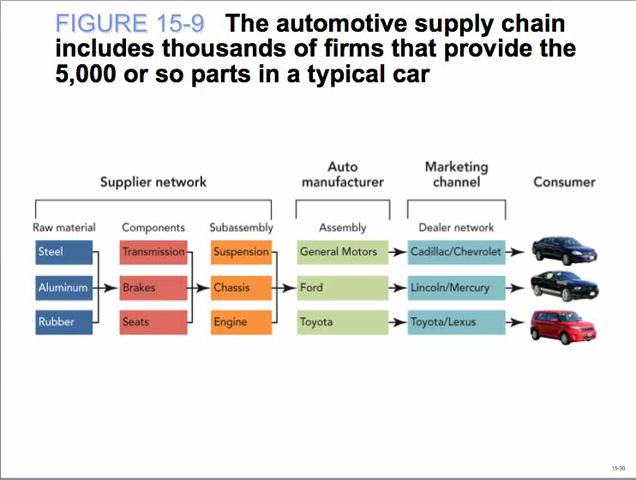 FIGURE 15-9 The automotive supply chain
includes thousands of firms that provide the
5,000 or so parts in a typical car
Supplier network
Auto
manufacturer
Marketing
channel
Consumer
Raw material
Components
Subassembly
Assembly
Dealer network
Steel
Transmission
Suspension
General Motors
Cadillac/Chevrolet
Aluminum
Brakes
Chassis
Ford
Lincoln/Mercury
Rubber
Seats
Engine
Toyota
Toyota/Lexus
15-30